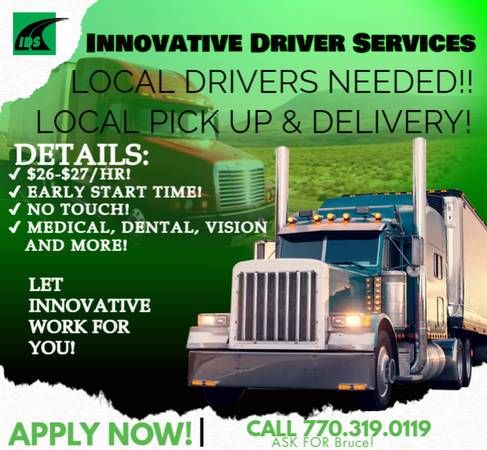 IDS
INNOVATIVE DRIVER SERVICES
LOCAL DRIVERS NEEDED!!
LOCAL PICK UP & DELIVERY!
DETAILS:
✓ $26-$27/HR!
✓ EARLY START TIME!
✓ NO TOUCH!
✓ MEDICAL, DENTAL, VISION
AND MORE!
LET
INNOVATIVE
WORK FOR
YOU!
APPLY NOW! |
CALL 770.319.0119
ASK FOR Bruce!